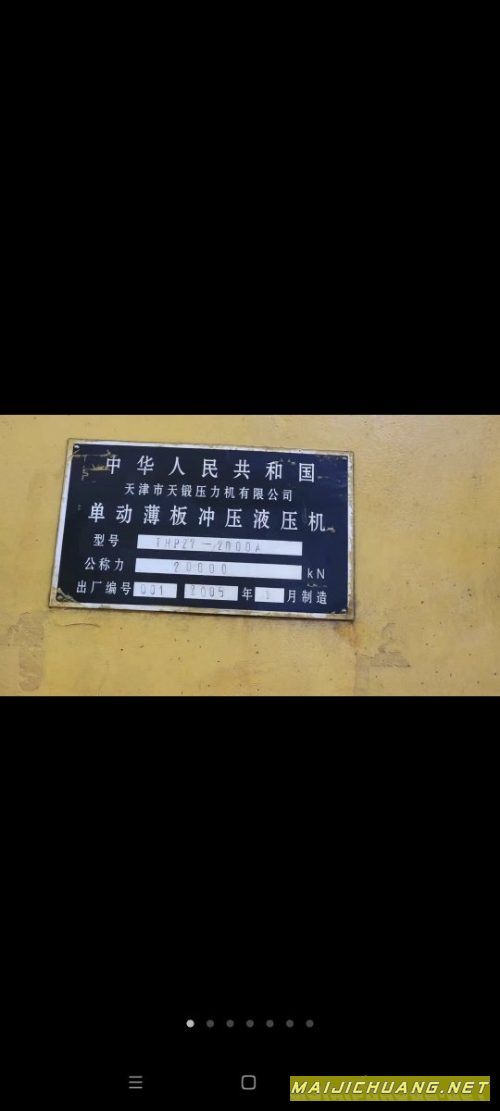 中华人民共和国
天津市天锻压力机有限公司
单动薄板冲压液压机
型号 THP27-2000A
公称力 20000 kN
出厂编号 001 2005 年 月制造
MAIJICHUANG.NET